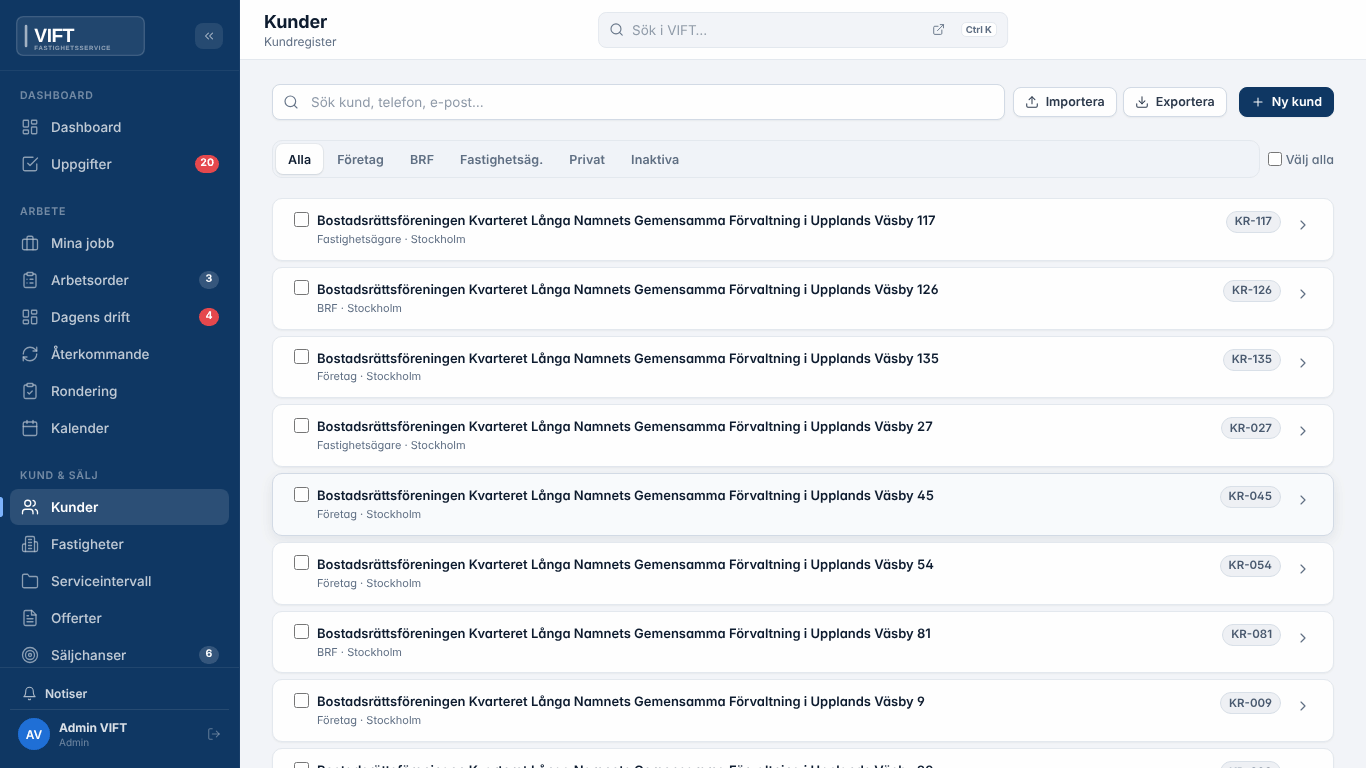 VIFT
FASTIGHETSSERVICE
DASHBOARD
Dashboard
Uppgifter 20
ARBETE
Mina jobb
Arbetsorder 3
Dagens drift 4
Återkommande
Rondering
Kalender
KUND & SÄLJ
Kunder
Fastigheter
Serviceintervall
Offerter
Säljchanser 6
Notiser
AV
Admin VIFT
Admin
Kunder
Kundregister
Sök i VIFT... Ctrl K
Sök kund, telefon, e-post...
Importera
Exportera
Ny kund
Alla Företag BRF Fastighetsäg. Privat Inaktiva
Välj alla
Bostadsrättsföreningen Kvarteret Långa Namnets Gemensamma Förvaltning i Upplands Väsby 117 KR-117
Fastighetsägare · Stockholm
Bostadsrättsföreningen Kvarteret Långa Namnets Gemensamma Förvaltning i Upplands Väsby 126 KR-126
BRF · Stockholm
Bostadsrättsföreningen Kvarteret Långa Namnets Gemensamma Förvaltning i Upplands Väsby 135 KR-135
Företag · Stockholm
Bostadsrättsföreningen Kvarteret Långa Namnets Gemensamma Förvaltning i Upplands Väsby 27 KR-027
Fastighetsägare · Stockholm
Bostadsrättsföreningen Kvarteret Långa Namnets Gemensamma Förvaltning i Upplands Väsby 45 KR-045
Företag · Stockholm
Bostadsrättsföreningen Kvarteret Långa Namnets Gemensamma Förvaltning i Upplands Väsby 54 KR-054
Företag · Stockholm
Bostadsrättsföreningen Kvarteret Långa Namnets Gemensamma Förvaltning i Upplands Väsby 81 KR-081
BRF · Stockholm
Bostadsrättsföreningen Kvarteret Långa Namnets Gemensamma Förvaltning i Upplands Väsby 9 KR-009
Företag · Stockholm